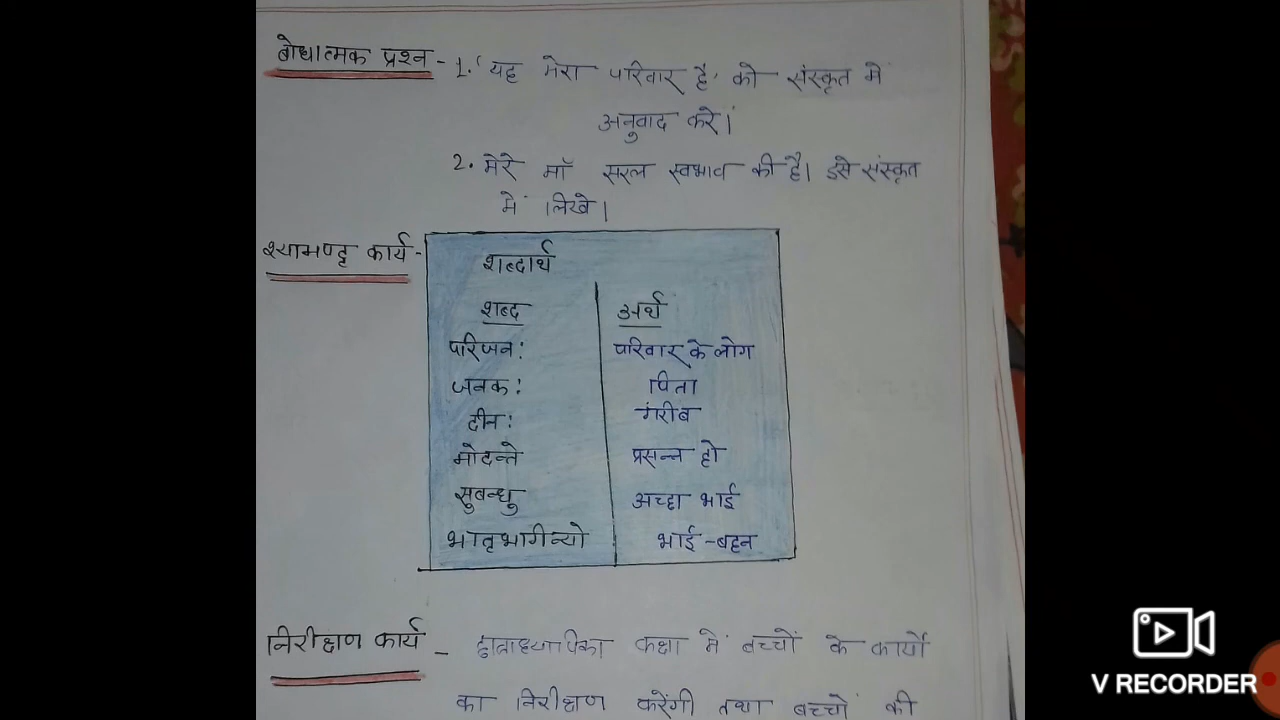 बोधात्मक प्रश्न - 1. 'यह मेरा परिवार है' को संस्कृत में
अनुवाद करे।
2. मेरे माॅ सरल स्वभाव की है। इसे संस्कृत
में लिखे।
श्यामपट्ट कार्य -
शब्दार्थ
शब्द अर्थ
परिजन: परिवार के लोग
जनक: पिता
दीन: गरीब
मोदन्ते प्रसन्न हो
सुबन्धु अच्छा भाई
भातृभागीन्यो भाई-बहन
निरीक्षण कार्य - छात्राध्यापिका कक्षा में बच्चों के कार्यो
का निरीक्षण करेंगी तथा बच्चों की
V RECORDER